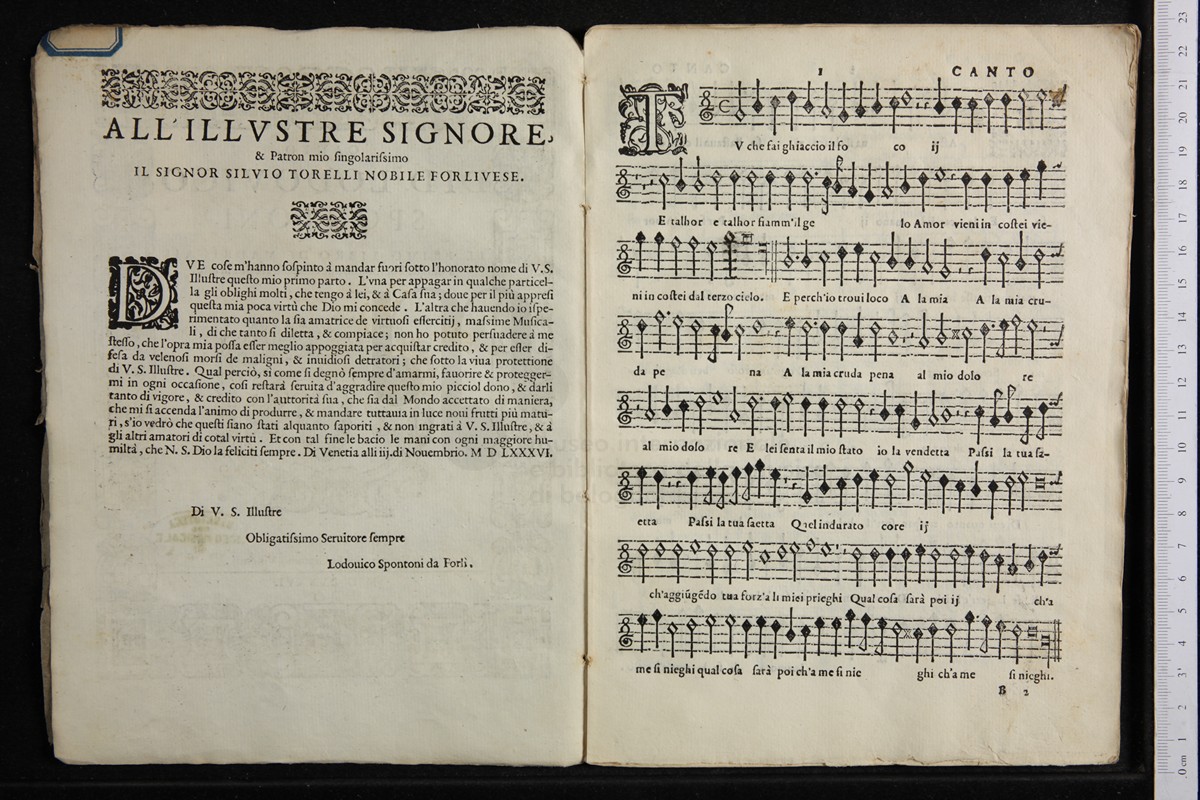 ALL'ILLVSTRE SIGNORE,
& Patron mio ſingolariſsimo
IL SIGNOR SILVIO TORELLI NOBILE FORLIVESE.
DVE coſe m'hanno ſoſpinto à mandar fuori ſotto l'honorato nome di V.S.
Illuſtre queſto mio primo parto. L'vna per appagar in qualche particel-
la gli oblighi molti, che tengo à lei, & à Caſa ſua; doue per il più appreſi
queſta mia poca virtù che Dio mi concede. L'altra che hauendo io iſpe-
rimentato quanto la ſia amatrice de virtuoſi eſſercitij, maſsime Muſica-
li, di che tanto ſi diletta, & compiace; non ho potuto perſuadere à me
ſteſſo, che l'opra mia poſſa eſſer meglio appoggiata per acquiſtar credito, & per eſſer di-
feſa da velenoſi morſi de maligni, & inuidioſi detratori; che ſotto la viua protettione
di V. S. Illuſtre. Qual perciò, ſi come ſi degnò ſempre d'amarmi, fauorire & protegger-
mi in ogni occaſione, coſi reſtarà ſeruita d'aggradire queſto mio picciol dono, & darli
tanto di vigore, & credito con l'auttorità ſua, che ſia dal Mondo accettato di maniera,
che mi ſi accenda l'animo di produrre, & mandare tuttauia in luce noui frutti più matu-
ri, s'io vedrò che queſti ſiano ſtati alquanto ſaporiti, & non ingrati à V. S. Illuſtre, & à
gli altri amatori di cotal virtù. Et con tal fine le bacio le mani con ogni maggiore hu-
miltà, che N. S. Dio la feliciti ſempre. Di Venetia alli iij. di Nouembrio. M D LXXXVI.
Di V. S. Illuſtre
Obligatiſsimo Seruitore ſempre
Lodouico Spontoni da Forlì.
I CANTO
TV che fai ghiaccio il fo co ij
E talhor e talhor fiamm'il ge lo Amor vieni in coſtei vie-
ni in coſtei dal terzo cielo. E perch'io troui loco A la mia A la mia cru-
da pe na A la mia cruda pena al mio dolo re
al mio dolo re E lei ſenta il mio ſtato io la vendetta Paſsi la tua ſa-
etta Paſsi la tua ſaetta Quel indurato core ij
ch'aggiũgẽdo tua forz'a li miei prieghi Qual coſa ſarà poi ij ch'a
me ſi nieghi qual coſa ſarà poi ch'a me ſi nie ghi ch'a me ſi nieghi.
B 2